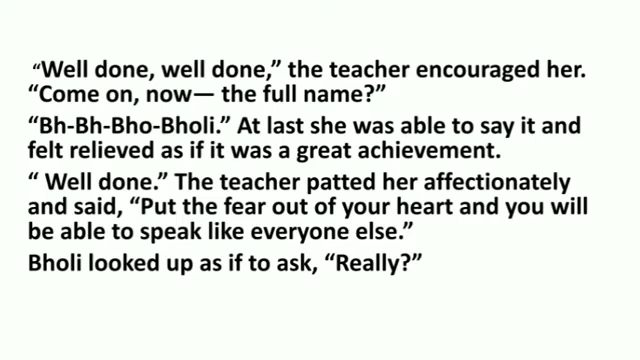 “Well done, well done,” the teacher encouraged her.
“Come on, now— the full name?”
“Bh-Bh-Bho-Bholi.” At last she was able to say it and
felt relieved as if it was a great achievement.
“ Well done.” The teacher patted her affectionately
and said, “Put the fear out of your heart and you will
be able to speak like everyone else.”
Bholi looked up as if to ask, “Really?”